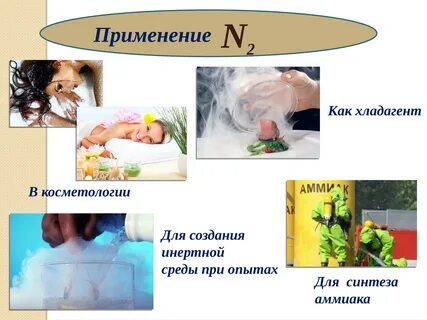 Применение N2
Как хладагент
В косметологии
Для создания
инертной
среды при опытах
АММИАК
Для синтеза
аммиака